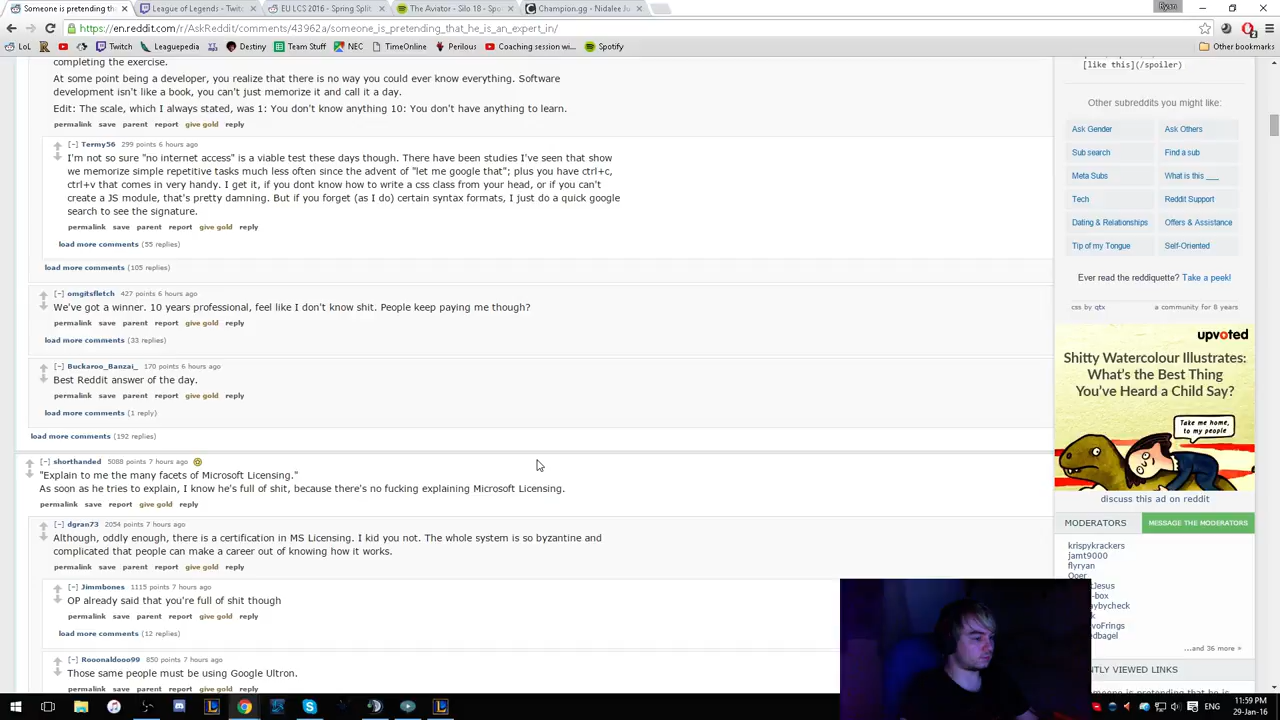 Someone is pretending th
League of Legends - Twitc
EU LCS 2016 - Spring Split
The Aviator - Silo 18 - Spo
Champion.gg - Nidalee Ju
Ryan
https://en.reddit.com/r/AskReddit/comments/43962a/someone_is_pretending_that_he_is_an_expert_in/
LoL
R
Twitch
Leaguepedia
Destiny
Team Stuff
NEC
TimeOnline
Perilous
Coaching session wi...
Spotify
Other bookmarks
completing the exercise.
At some point being a developer, you realize that there is no way you could ever know everything. Software
development isn't like a book, you can't just memorize it and call it a day.
Edit: The scale, which I always stated, was 1: You don't know anything 10: You don't have anything to learn.
permalink save parent report give gold reply
[–] Termy56 299 points 6 hours ago
I'm not so sure "no internet access" is a viable test these days though. There have been studies I've seen that show
we memorize simple repetitive tasks much less often since the advent of "let me google that"; plus you have ctrl+c,
ctrl+v that comes in very handy. I get it, if you dont know how to write a css class from your head, or if you can't
create a JS module, that's pretty damning. But if you forget (as I do) certain syntax formats, I just do a quick google
search to see the signature.
permalink save parent report give gold reply
load more comments (55 replies)
load more comments (105 replies)
[–] omgitsfletch 427 points 6 hours ago
We've got a winner. 10 years professional, feel like I don't know shit. People keep paying me though?
permalink save parent report give gold reply
load more comments (33 replies)
[–] Buckaroo_Banzai_ 170 points 6 hours ago
Best Reddit answer of the day.
permalink save parent report give gold reply
load more comments (1 reply)
load more comments (192 replies)
[–] shorthanded 5088 points 7 hours ago
"Explain to me the many facets of Microsoft Licensing."
As soon as he tries to explain, I know he's full of shit, because there's no fucking explaining Microsoft Licensing.
permalink save report give gold reply
[–] dgran73 2054 points 7 hours ago
Although, oddly enough, there is a certification in MS Licensing. I kid you not. The whole system is so byzantine and
complicated that people can make a career out of knowing how it works.
permalink save parent report give gold reply
[–] Jimmbones 1115 points 7 hours ago
OP already said that you're full of shit though
permalink save parent report give gold reply
load more comments (12 replies)
[–] Rooonaldooo99 850 points 7 hours ago
Those same people must be using Google Ultron.
permalink save parent report give gold reply
[like this](/spoiler)
Other subreddits you might like:
Ask Gender
Ask Others
Sub search
Find a sub
Meta Subs
What is this ___
Tech
Reddit Support
Dating & Relationships
Offers & Assistance
Tip of my Tongue
Self-Oriented
Ever read the reddiquette? Take a peek!
css by qtx
a community for 8 years
upvoted
Shitty Watercolour Illustrates:
What's the Best Thing
You've Heard a Child Say?
Take me home,
to my people
discuss this ad on reddit
MODERATORS
MESSAGE THE MODERATORS
krispykrackers
jamt9000
flyryan
Ooer
tJesus
-box
aybycheck
k
voFrings
edbagel
...and 36 more »
NTLY VIEWED LINKS
omeone is pretending that he is
ENG
11:59 PM
29-Jan-16